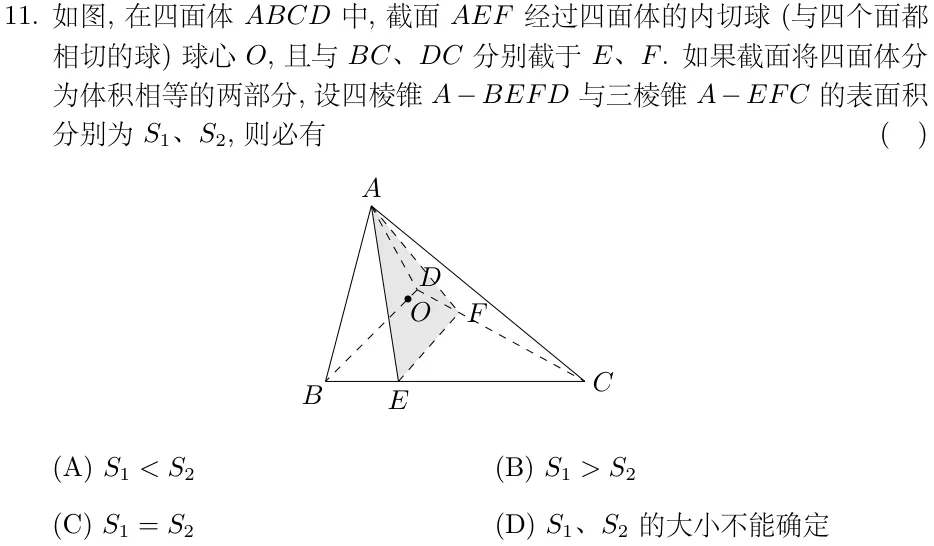 11. 如图, 在四面体 ABCD 中, 截面 AEF 经过四面体的内切球 (与四个面都
相切的球) 球心 O, 且与 BC、DC 分别截于 E、F. 如果截面将四面体分
为体积相等的两部分, 设四棱锥 A − BEFD 与三棱锥 A − EFC 的表面积
分别为 S₁、S₂, 则必有 ( )
A
D
O
F
B
E
C
(A) S₁ < S₂
(B) S₁ > S₂
(C) S₁ = S₂
(D) S₁、S₂ 的大小不能确定